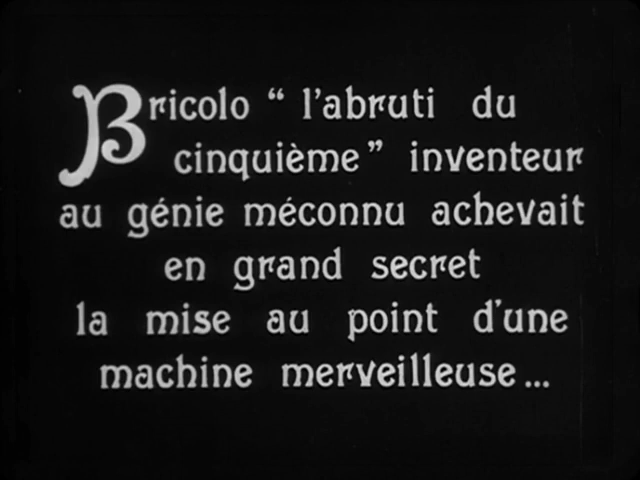 Bricolo “ l'abruti du
cinquième” inventeur
au génie méconnu achevait
en grand secret
la mise au point d'une
machine merveilleuse...